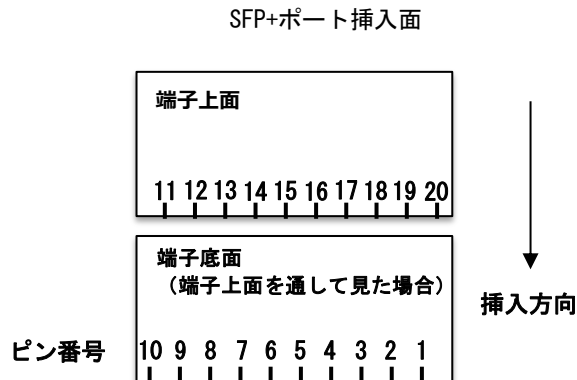 SFP+ポート挿入面
端子上面
11 12 13 14 15 16 17 18 19 20
端子底面
（端子上面を通して見た場合）
挿入方向
ピン番号
10 9 8 7 6 5 4 3 2 1